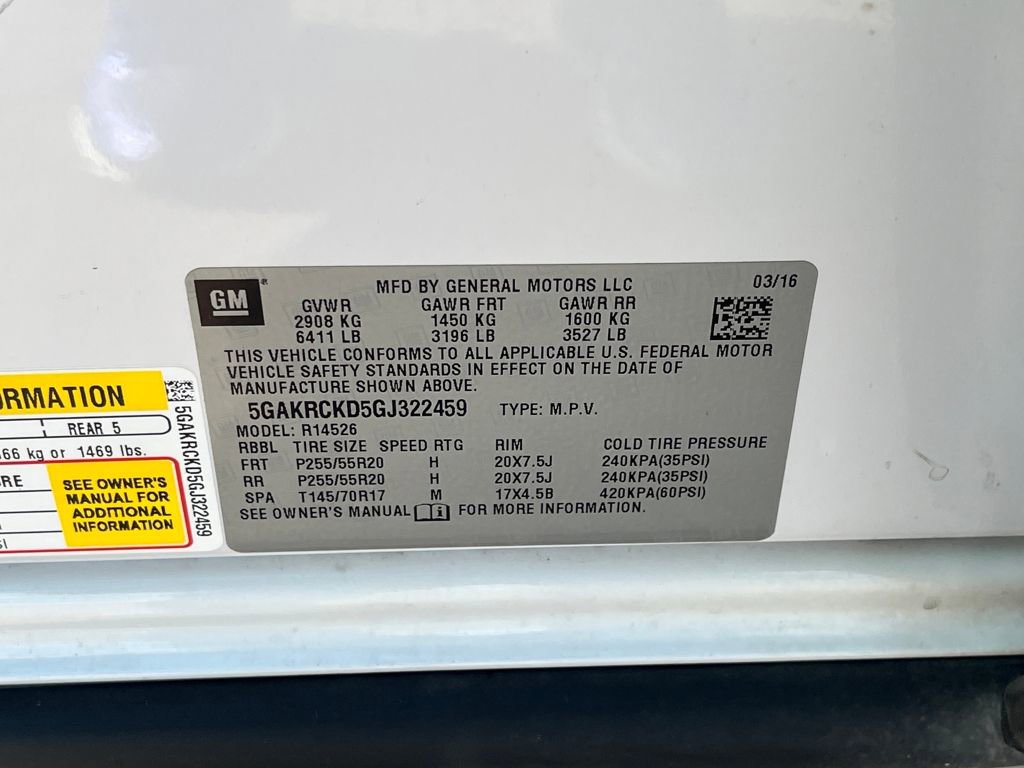 GM
MFD BY GENERAL MOTORS LLC 03/16
GVWR GAWR FRT GAWR RR
2908 KG 1450 KG 1600 KG
6411 LB 3196 LB 3527 LB
THIS VEHICLE CONFORMS TO ALL APPLICABLE U.S. FEDERAL MOTOR
VEHICLE SAFETY STANDARDS IN EFFECT ON THE DATE OF
MANUFACTURE SHOWN ABOVE.
5GAKRCKD5GJ322459 TYPE: M.P.V.
MODEL: R14526
RBBL TIRE SIZE SPEED RTG RIM COLD TIRE PRESSURE
FRT P255/55R20 H 20X7.5J 240KPA(35PSI)
RR P255/55R20 H 20X7.5J 240KPA(35PSI)
SPA T145/70R17 M 17X4.5B 420KPA(60PSI)
SEE OWNER'S MANUAL FOR MORE INFORMATION.
RMATION
REAR 5
66 kg or 1469 lbs.
RE
SEE OWNER'S
MANUAL FOR
ADDITIONAL
INFORMATION
SI
5GAKRCKD5GJ322459